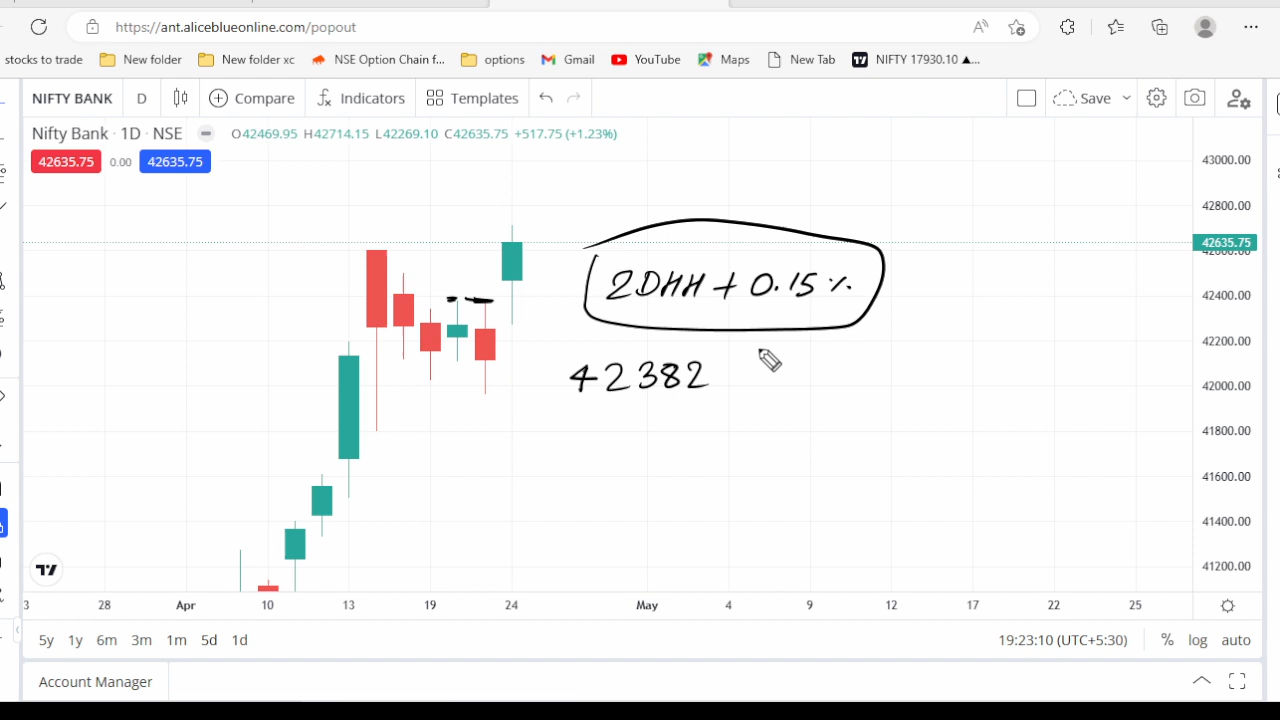 https://ant.aliceblueonline.com/popout
stocks to trade New folder New folder xc NSE Option Chain f... options Gmail YouTube Maps New Tab NIFTY 17930.10 ▲...
NIFTY BANK D Compare Indicators Templates Save
Nifty Bank · 1D · NSE O42469.95 H42714.15 L42269.10 C42635.75 +517.75 (+1.23%)
42635.75 0.00 42635.75
43000.00
42800.00
42635.75
42600.00
2DHH + 0.15 %
42400.00
42200.00
42382
42000.00
41800.00
41600.00
41400.00
41200.00
3 28 Apr 10 13 19 24 May 4 9 12 17 22 25
5y 1y 6m 3m 1m 5d 1d 19:23:10 (UTC+5:30) % log auto
Account Manager